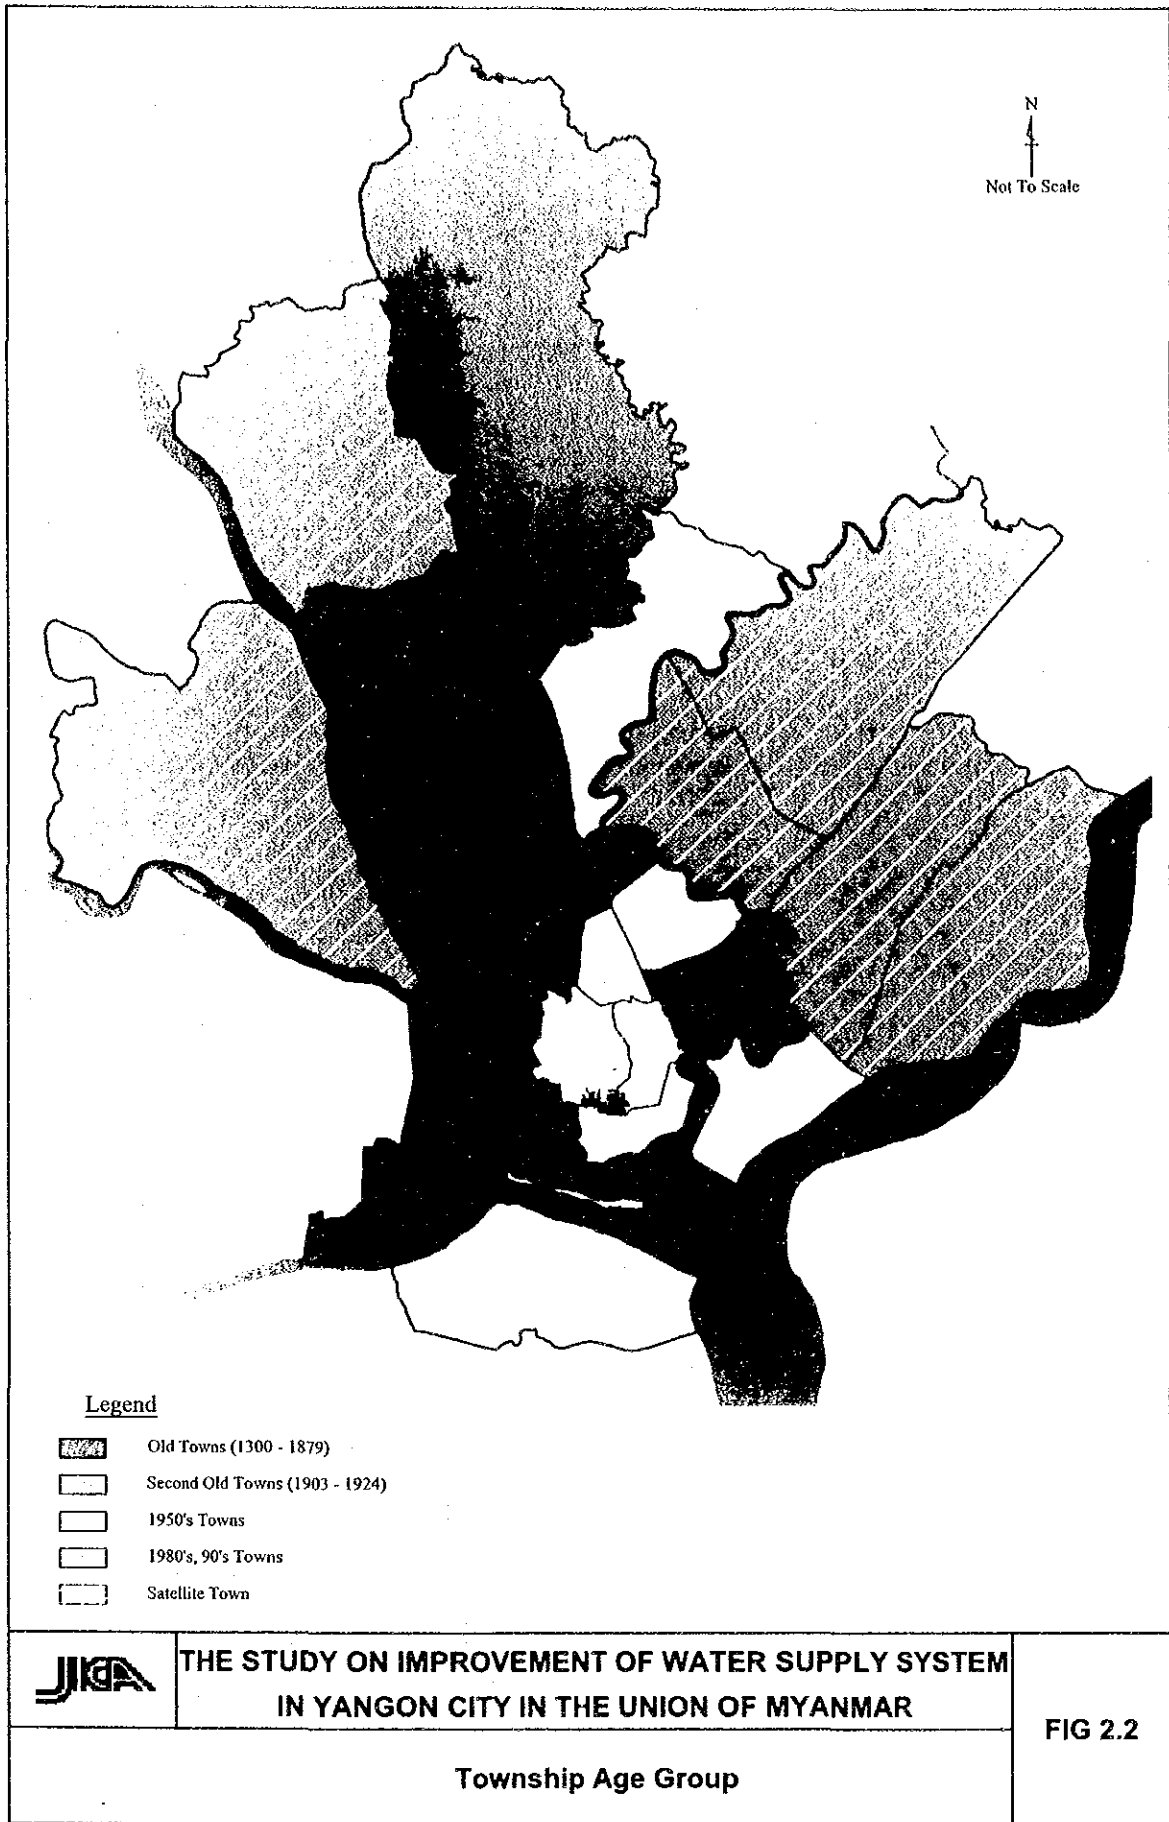 N
Not To Scale
Legend
Old Towns (1300 - 1879)
Second Old Towns (1903 - 1924)
1950's Towns
1980's, 90's Towns
Satellite Town
JICA
THE STUDY ON IMPROVEMENT OF WATER SUPPLY SYSTEM
IN YANGON CITY IN THE UNION OF MYANMAR
FIG 2.2
Township Age Group